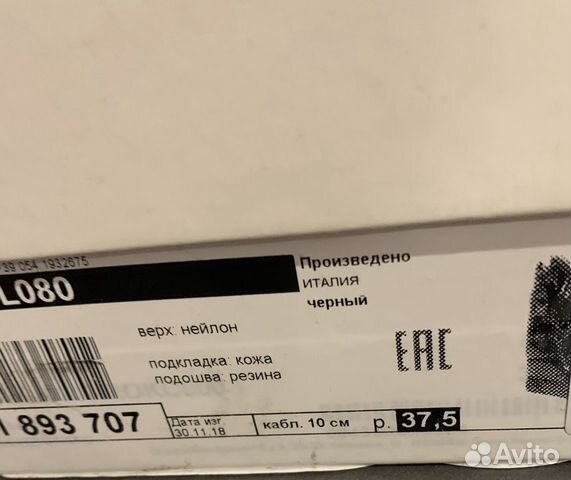 39 054 1932675
L080
Произведено
ИТАЛИЯ
черный
верх: нейлон
подкладка: кожа
подошва: резина
EAC
893 707
Дата изг
30.11.18
кабл. 10 см
р. 37,5
Avito